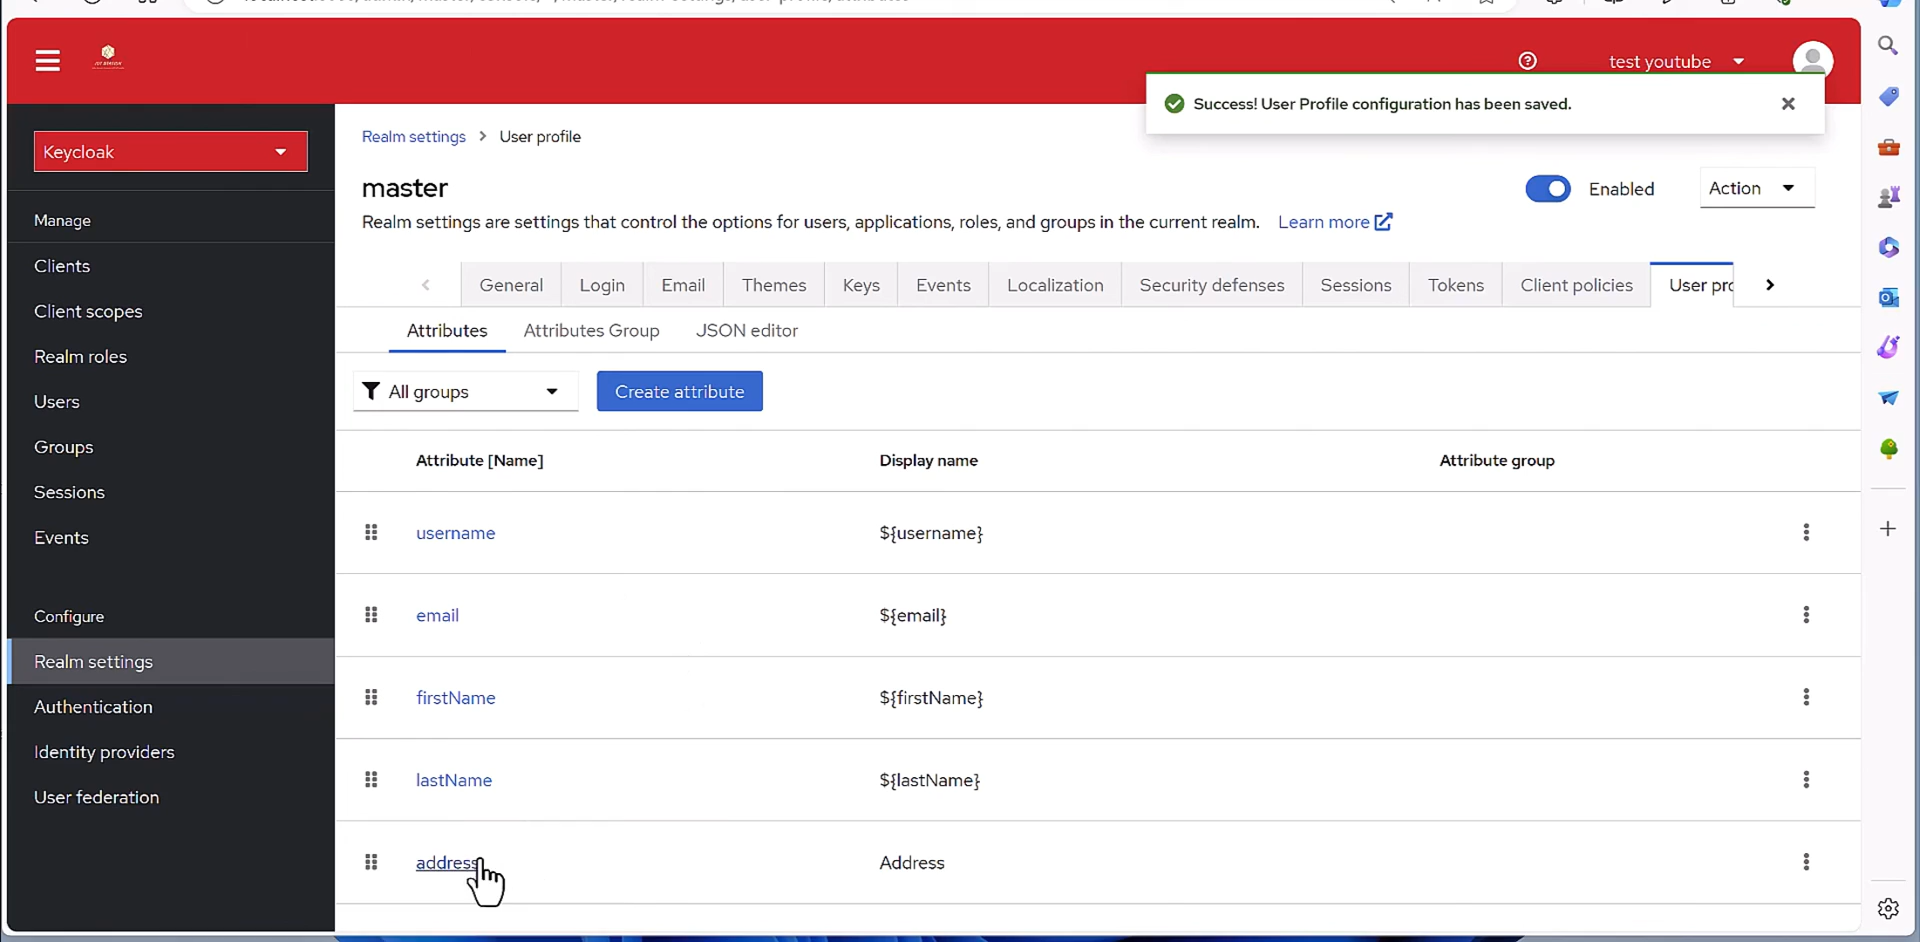 test youtube
Success! User Profile configuration has been saved.
Keycloak
Manage
Clients
Client scopes
Realm roles
Users
Groups
Sessions
Events
Configure
Realm settings
Authentication
Identity providers
User federation
Realm settings > User profile
master
Enabled
Action
Realm settings are settings that control the options for users, applications, roles, and groups in the current realm. Learn more
General Login Email Themes Keys Events Localization Security defenses Sessions Tokens Client policies User pro
Attributes Attributes Group JSON editor
All groups
Create attribute
Attribute [Name] Display name Attribute group
username ${username}
email ${email}
firstName ${firstName}
lastName ${lastName}
address Address